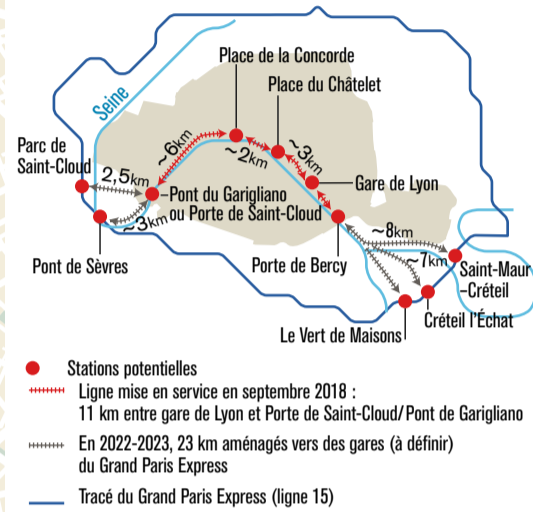 Place de la Concorde
Place du Châtelet
Seine
~6km
~2km
~3km
Parc de
Saint-Cloud
2,5km
Gare de Lyon
Pont du Garigliano
ou Porte de Saint-Cloud
~3km
~8km
~7km
Pont de Sèvres
Porte de Bercy
Saint-Maur
-Créteil
Créteil l'Échat
Le Vert de Maisons
Stations potentielles
Ligne mise en service en septembre 2018 :
11 km entre gare de Lyon et Porte de Saint-Cloud/Pont de Garigliano
En 2022-2023, 23 km aménagés vers des gares (à définir)
du Grand Paris Express
Tracé du Grand Paris Express (ligne 15)